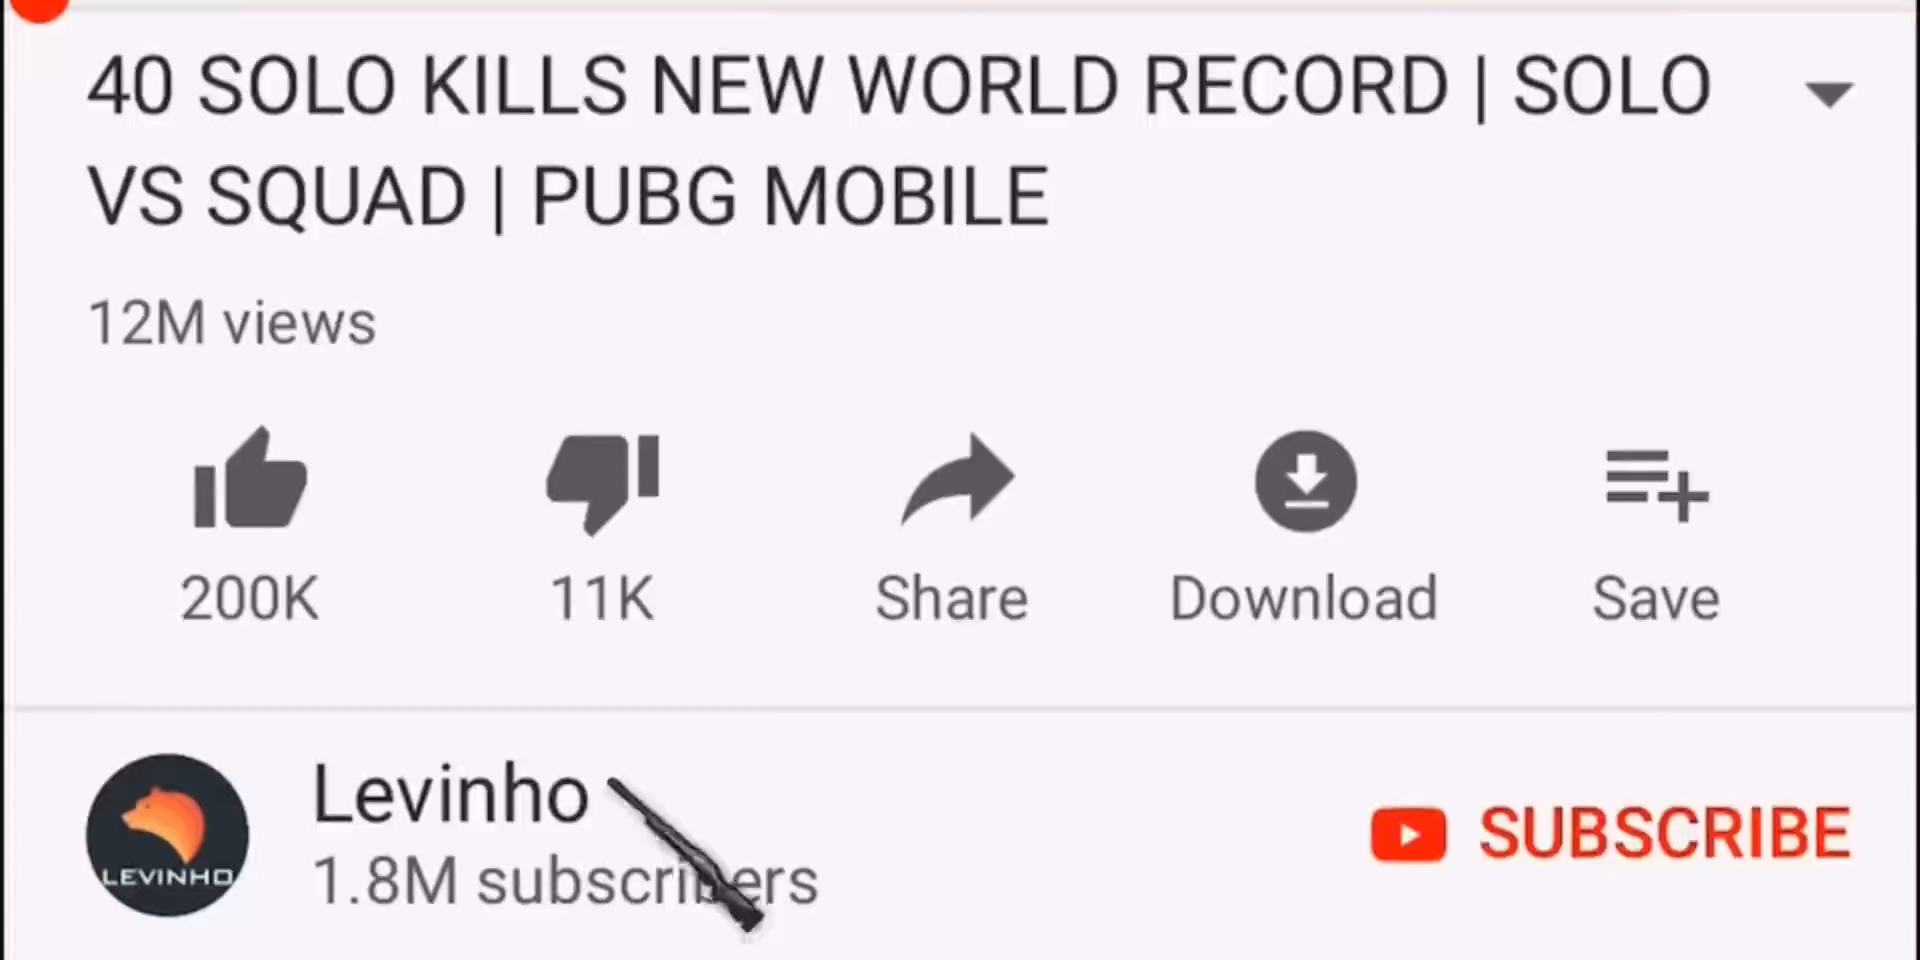 40 SOLO KILLS NEW WORLD RECORD | SOLO
VS SQUAD | PUBG MOBILE
12M views
200K
11K
Share
Download
Save
LEVINHO
Levinho
1.8M subscribers
SUBSCRIBE